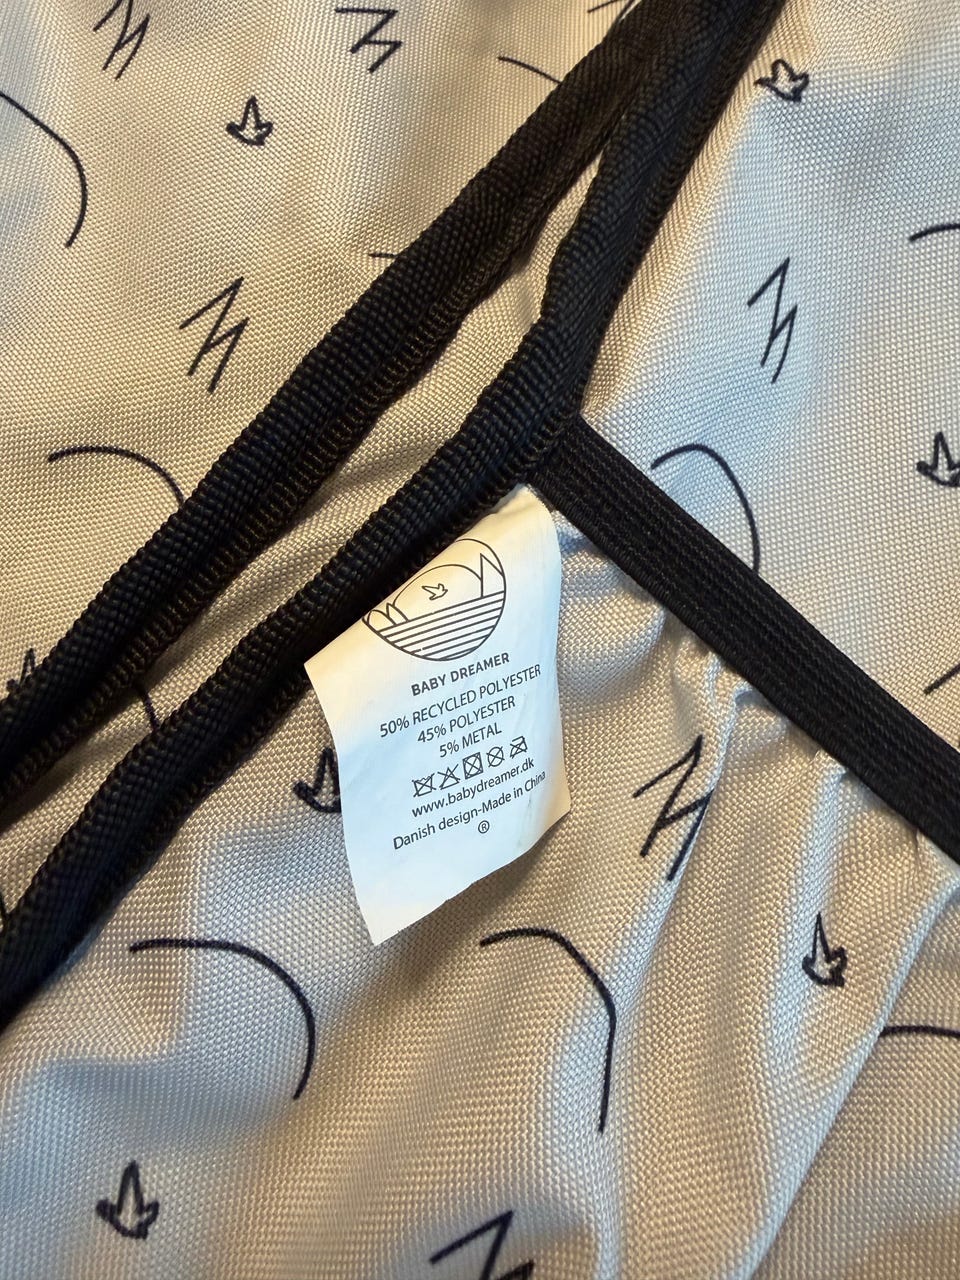 BABY DREAMER
50% RECYCLED POLYESTER
45% POLYESTER
5% METAL
www.babydreamer.dk
Danish design-Made in China
®